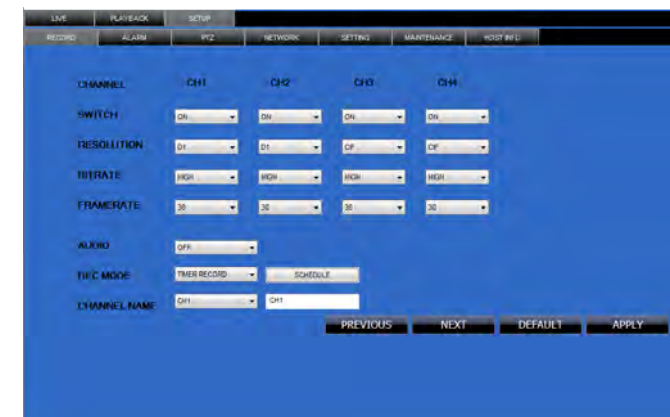 LIVE PLAYBACK SETUP
RECORD ALARM PTZ NETWORK SETTING MAINTENANCE HOST INFO
CHANNEL CH1 CH2 CH3 CH4
SWITCH ON ON ON ON
RESOLUTION D1 D1 CIF CIF
BITRATE HIGH HIGH HIGH HIGH
FRAMERATE 30 30 30 30
AUDIO OFF
REC MODE TIMER RECORD SCHEDULE
CHANNEL NAME CH1 CH1
PREVIOUS NEXT DEFAULT APPLY